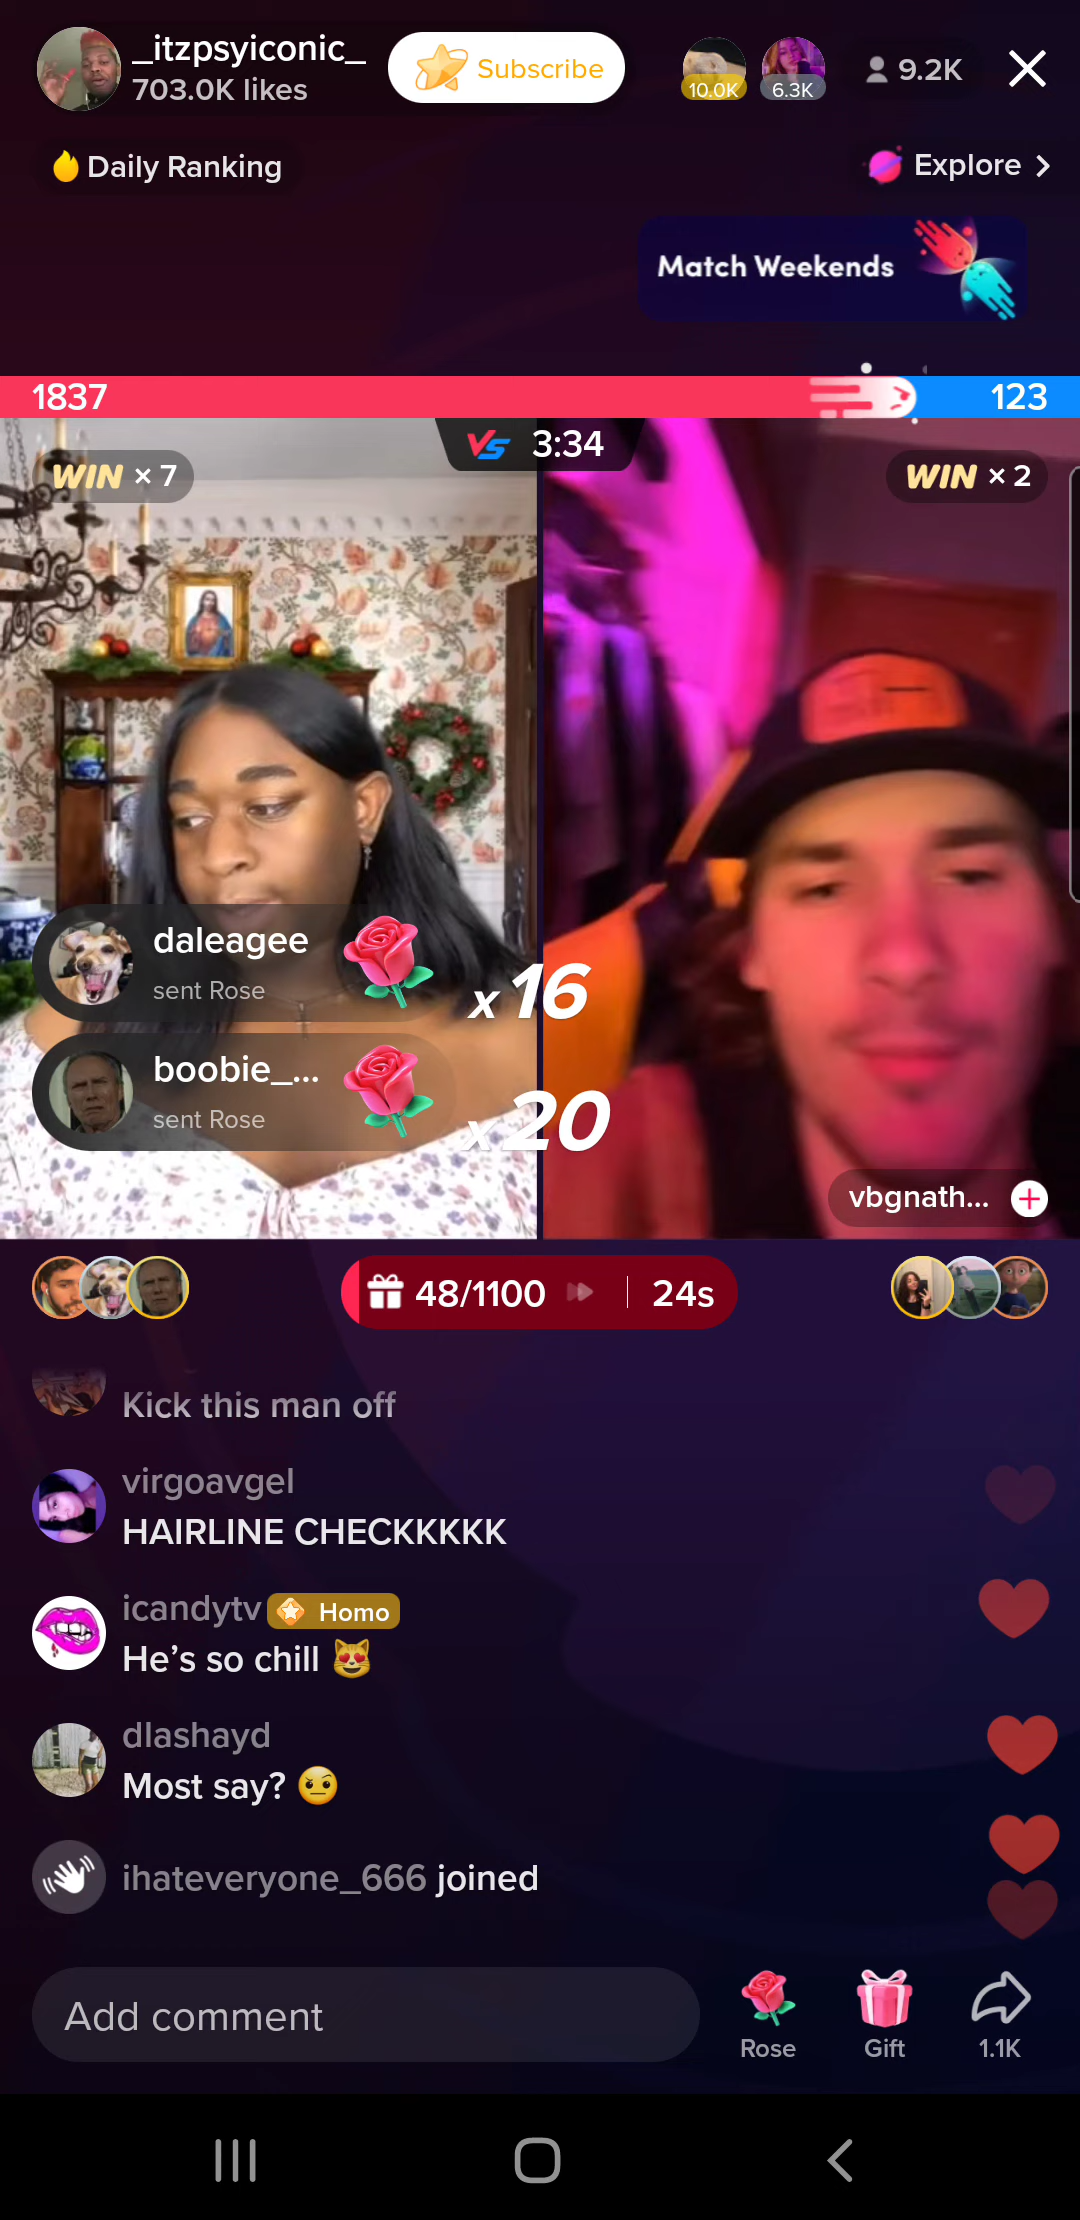 _itzpsyiconic_
703.0K likes
Subscribe
10.0K
6.3K
9.2K
Daily Ranking
Explore
Match Weekends
1837
123
VS 3:34
WIN × 7
WIN × 2
daleagee
sent Rose
x 16
boobie_...
sent Rose
x 20
vbgnath...
48/1100
24s
Kick this man off
virgoavgel
HAIRLINE CHECKKKKK
icandytv Homo
He's so chill 😻
dlashayd
Most say? 🤨
ihateveryone_666 joined
Add comment
Rose
Gift
1.1K